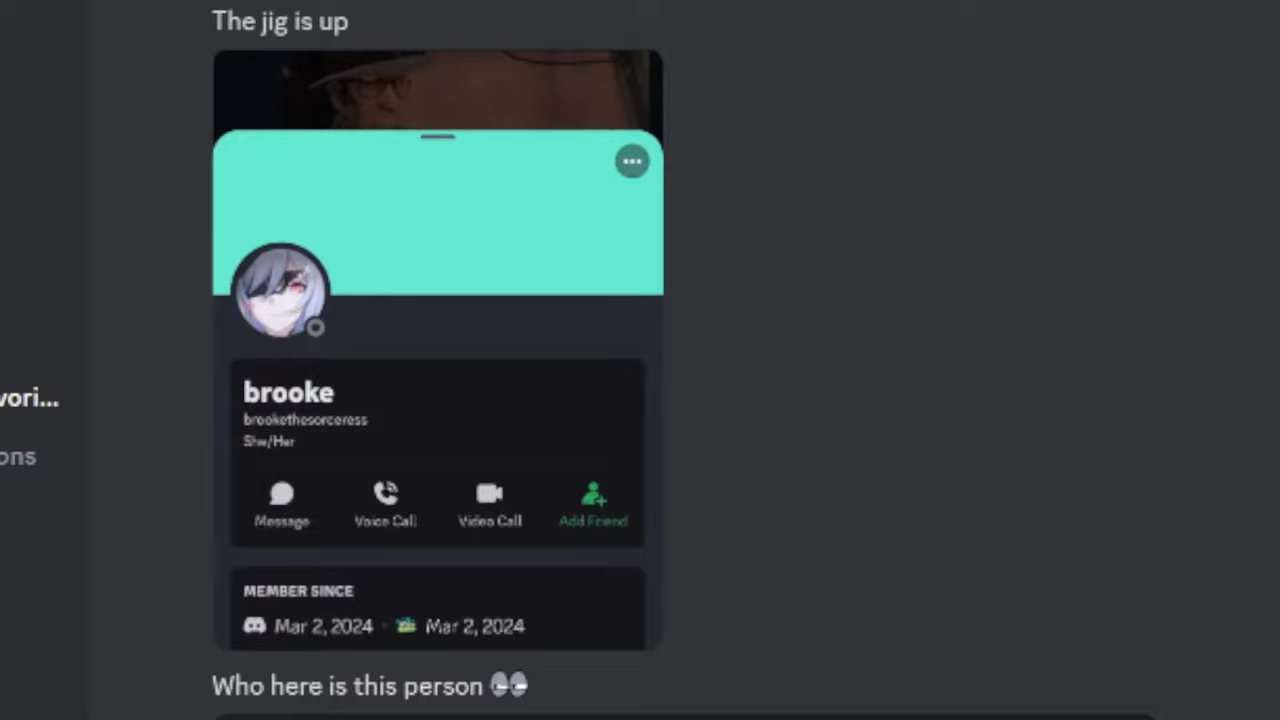 The jig is up
brooke
brookethesorceress
She/Her
Message Voice Call Video Call Add Friend
MEMBER SINCE
Mar 2, 2024 · Mar 2, 2024
Who here is this person 👀
vori...
ons